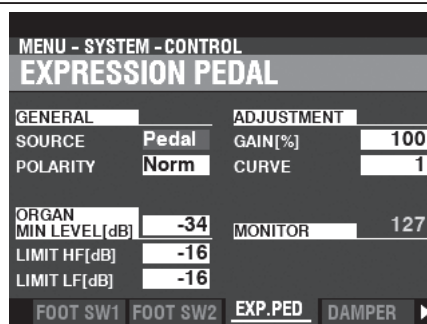 MENU - SYSTEM - CONTROL
EXPRESSION PEDAL
GENERAL
SOURCE Pedal
POLARITY Norm
ADJUSTMENT
GAIN[%] 100
CURVE 1
ORGAN
MIN LEVEL[dB] -34
LIMIT HF[dB] -16
LIMIT LF[dB] -16
MONITOR 127
FOOT SW1 FOOT SW2 EXP.PED DAMPER